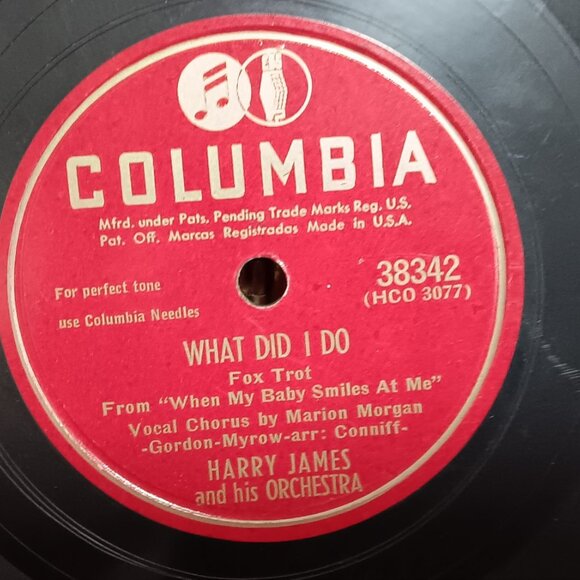 COLUMBIA
Mfrd. under Pats. Pending Trade Marks Reg. U.S.
Pat. Off. Marcas Registradas Made in U.S.A.
For perfect tone
use Columbia Needles
38342
(HCO 3077)
WHAT DID I DO
Fox Trot
From "When My Baby Smiles At Me"
Vocal Chorus by Marion Morgan
-Gordon-Myrow-arr: Conniff-
HARRY JAMES
and his ORCHESTRA